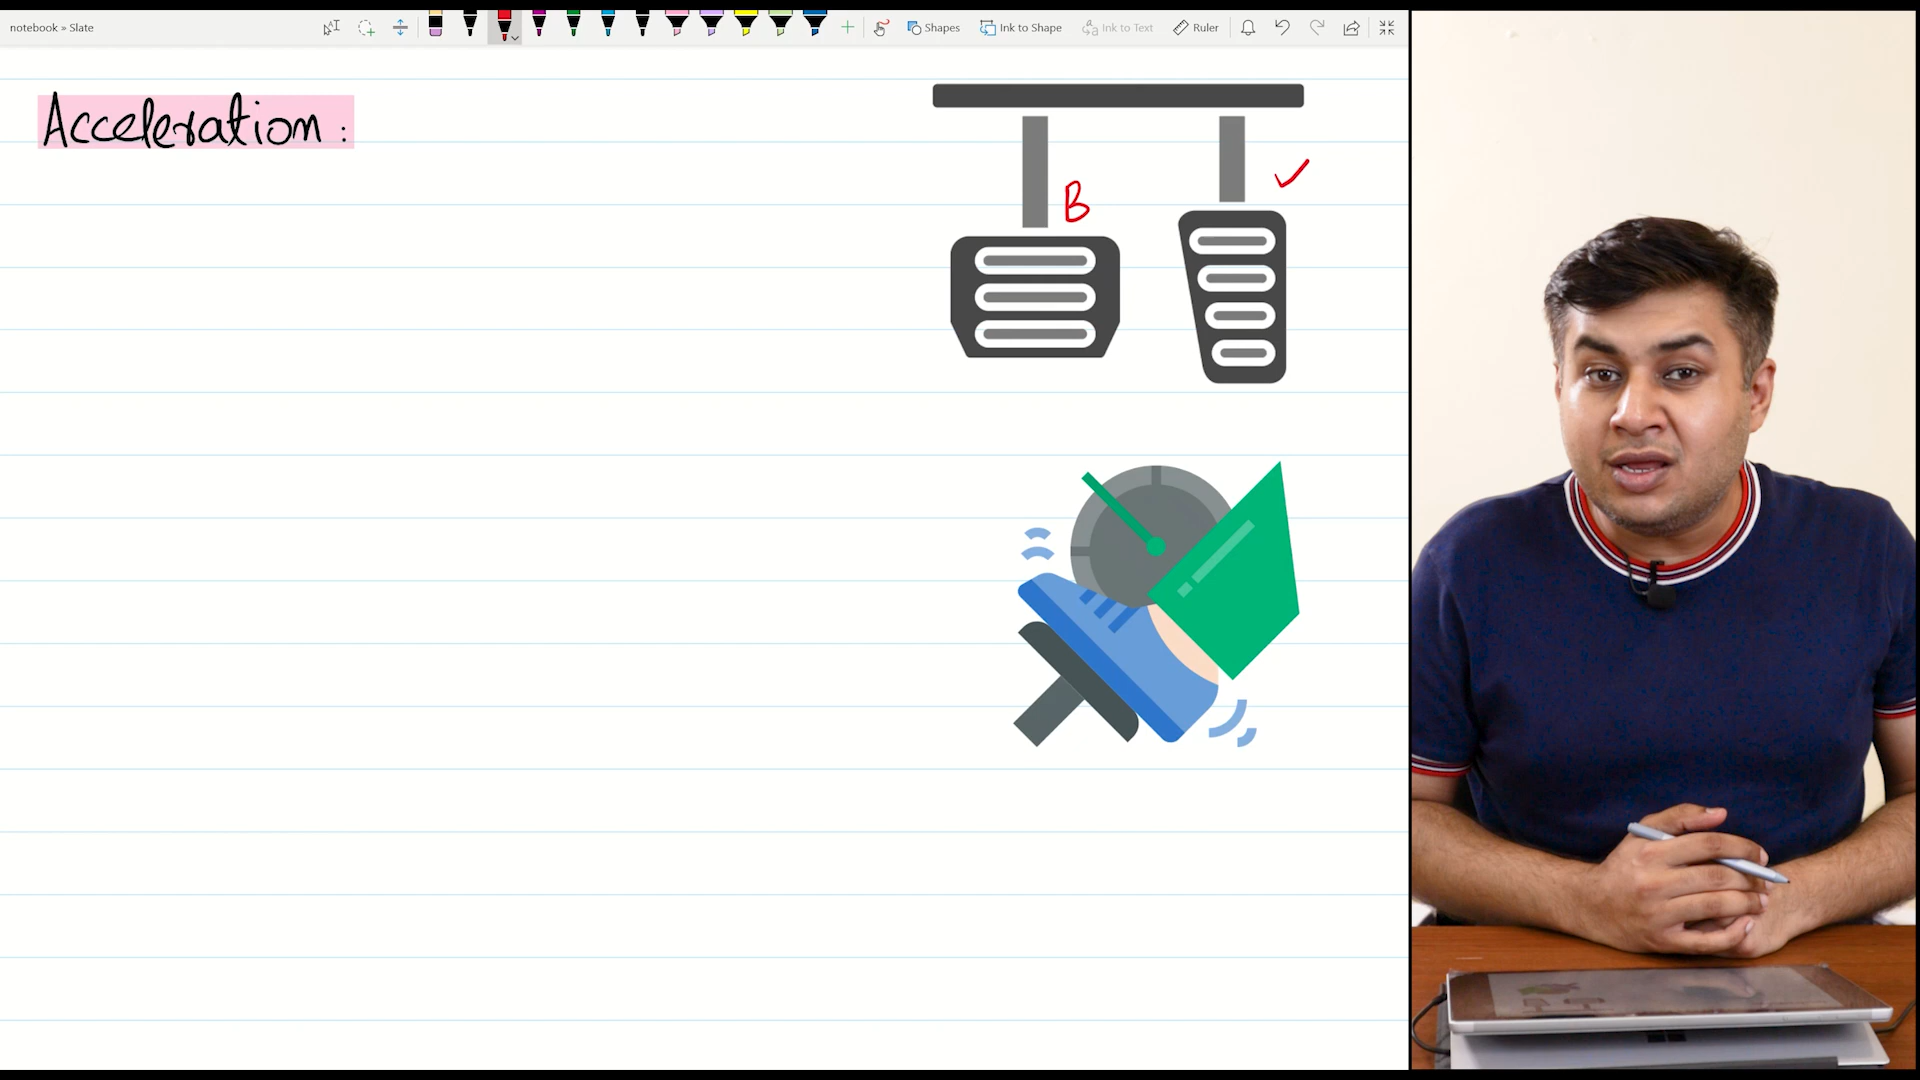 notebook » Slate
Shapes
Ink to Shape
Ink to Text
Ruler
Acceleration :
B